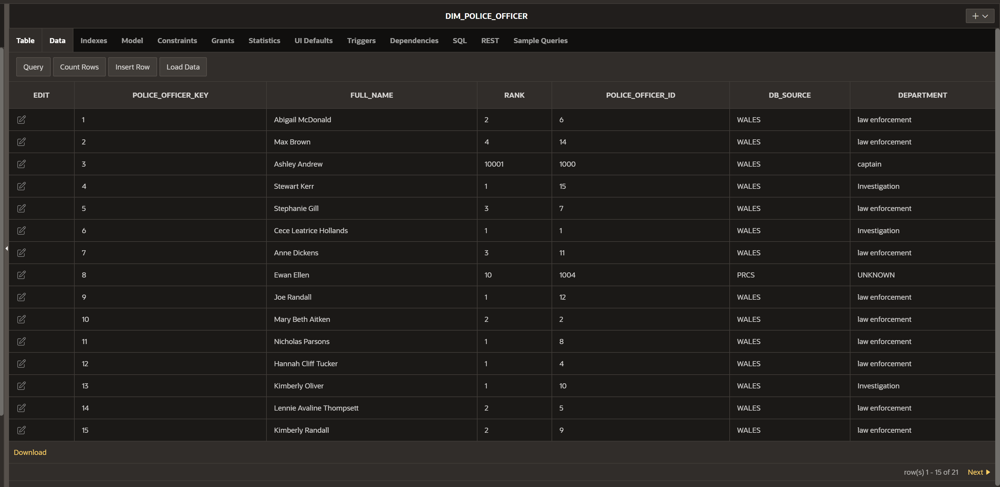 DIM_POLICE_OFFICER
Table Data Indexes Model Constraints Grants Statistics UI Defaults Triggers Dependencies SQL REST Sample Queries
Query Count Rows Insert Row Load Data
EDIT POLICE_OFFICER_KEY FULL_NAME RANK POLICE_OFFICER_ID DB_SOURCE DEPARTMENT
1 Abigail McDonald 2 6 WALES law enforcement
2 Max Brown 4 14 WALES law enforcement
3 Ashley Andrew 10001 1000 WALES captain
4 Stewart Kerr 1 15 WALES Investigation
5 Stephanie Gill 3 7 WALES law enforcement
6 Cece Leatrice Hollands 1 1 WALES Investigation
7 Anne Dickens 3 11 WALES law enforcement
8 Ewan Ellen 10 1004 PRCS UNKNOWN
9 Joe Randall 1 12 WALES law enforcement
10 Mary Beth Aitken 2 2 WALES law enforcement
11 Nicholas Parsons 1 8 WALES law enforcement
12 Hannah Cliff Tucker 1 4 WALES law enforcement
13 Kimberly Oliver 1 10 WALES Investigation
14 Lennie Avaline Thompsett 2 5 WALES law enforcement
15 Kimberly Randall 2 9 WALES law enforcement
Download
row(s) 1 - 15 of 21 Next